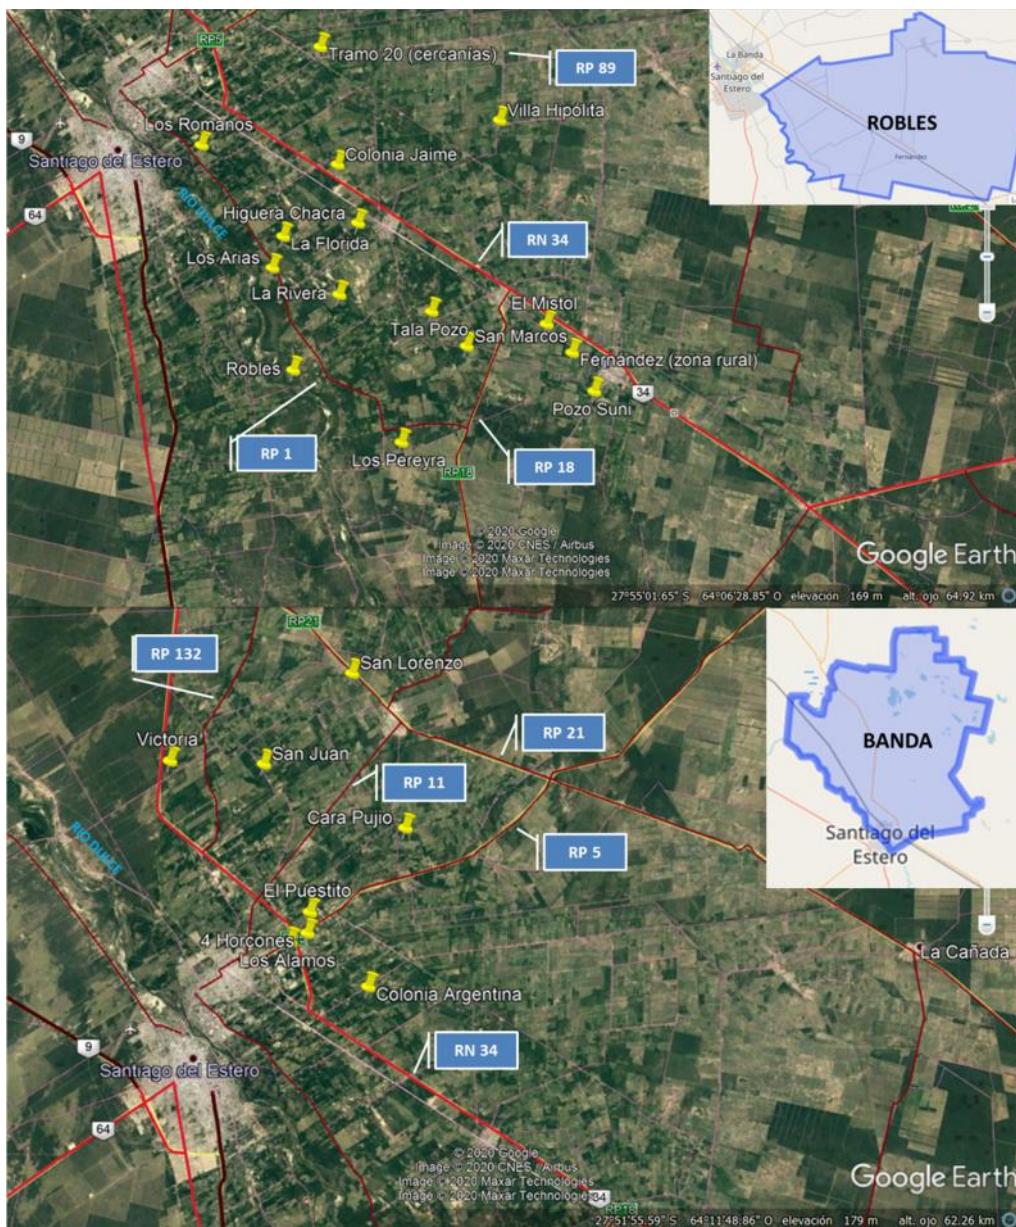 RP5
Tramo 20 (cercanías)
RP 89
La Banda
Santiago del
Estero
ROBLES
Fernández
Villa Hipólita
Los Romanos
9
Santiago del Estero
Colonia Jaime
64
RIO DULCE
Higuera Chacra
La Florida
RN 34
Los Arias
La Rivera
El Mistol
Tala Pozo
San Marcos
Fernández (zona rural)
Robles
34
Pozo Suni
RP 1
Los Pereyra
RP18
RP 18
© 2020 Google
Image © 2020 CNES / Airbus
Image © 2020 Maxar Technologies
Image © 2020 Maxar Technologies
Google Earth
27°55'01.65" S 64°06'28.85" O elevación 169 m alt. ojo 64.92 km
RP21
RP 132
San Lorenzo
Victoria
San Juan
RP 21
BANDA
RP 11
Cara Pujio
RIO DULCE
RP 5
Santiago del
Estero
El Puestito
4 Horcones
Los Alamos
La Cañada
Colonia Argentina
9
RN 34
Santiago del Estero
64
© 2020 Google
Image © 2020 CNES / Airbus
Image © 2020 Maxar Technologies
Image © 2020 Maxar Technologies
34
RP18
Google Earth
27°51'55.59" S 64°11'48.86" O elevación 179 m alt. ojo 62.26 km